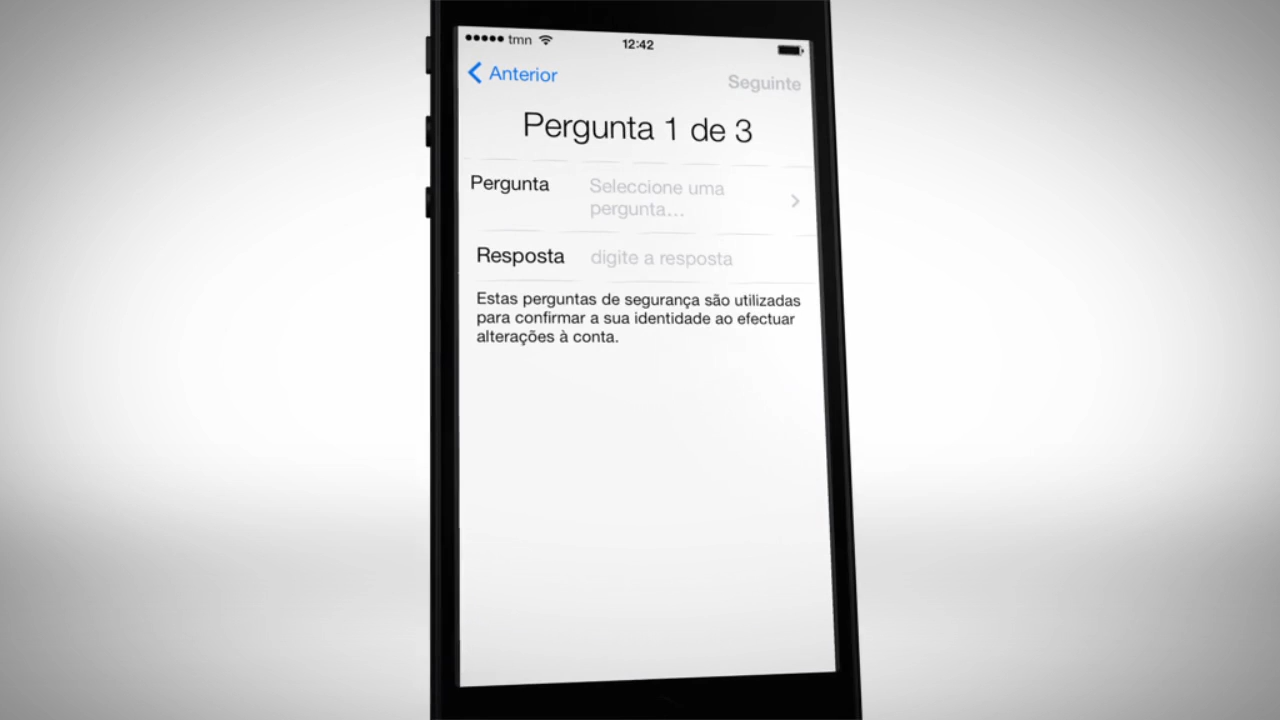 tmn
12:42
Anterior
Seguinte
Pergunta 1 de 3
Pergunta
Seleccione uma
pergunta...
Resposta
digite a resposta
Estas perguntas de segurança são utilizadas
para confirmar a sua identidade ao efectuar
alterações à conta.